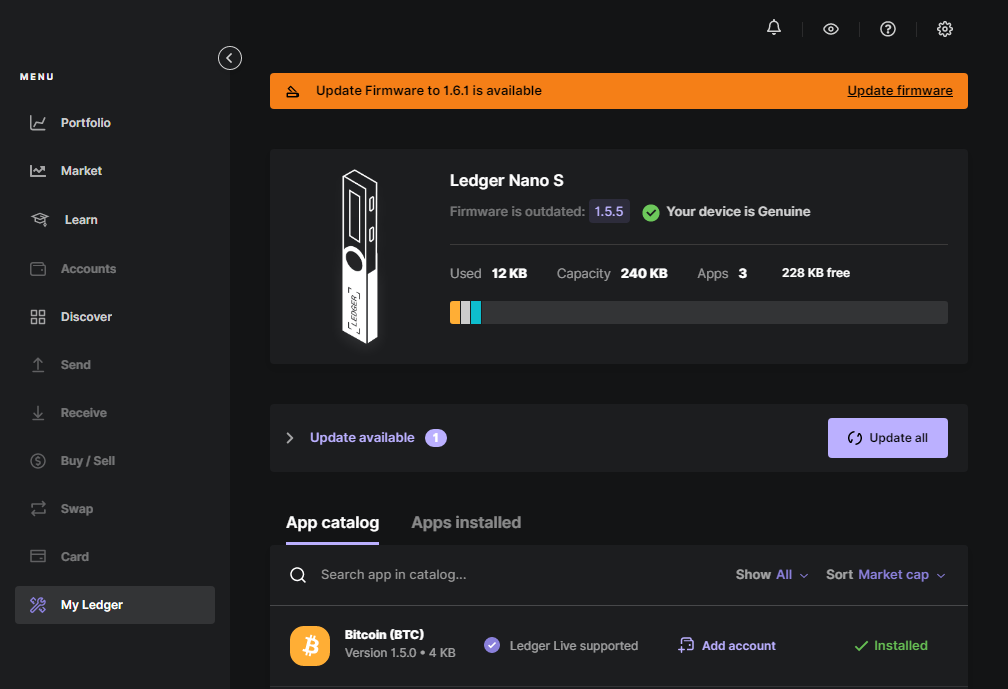 MENU
Portfolio
Market
Learn
Accounts
Discover
Send
Receive
Buy / Sell
Swap
Card
My Ledger
Update Firmware to 1.6.1 is available
Update firmware
LEDGER
Ledger Nano S
Firmware is outdated: 1.5.5 Your device is Genuine
Used 12 KB Capacity 240 KB Apps 3 228 KB free
Update available 1
Update all
App catalog Apps installed
Search app in catalog... Show All Sort Market cap
Bitcoin (BTC)
Version 1.5.0 • 4 KB
Ledger Live supported
Add account
Installed